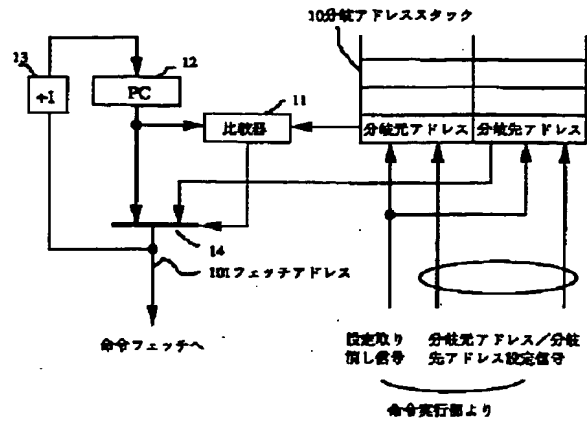 10分岐アドレススタック
13
12
11
+1
PC
比較器
分岐元アドレス
分岐先アドレス
14
101フェッチアドレス
命令フェッチへ
設定取り
消し信号
分岐元アドレス/分岐
先アドレス設定信号
命令実行部より